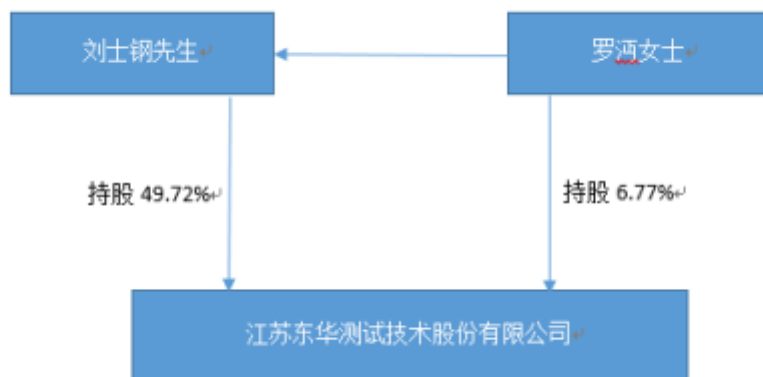 刘士钢先生
罗沔女士
持股 49.72%
持股 6.77%
江苏东华测试技术股份有限公司